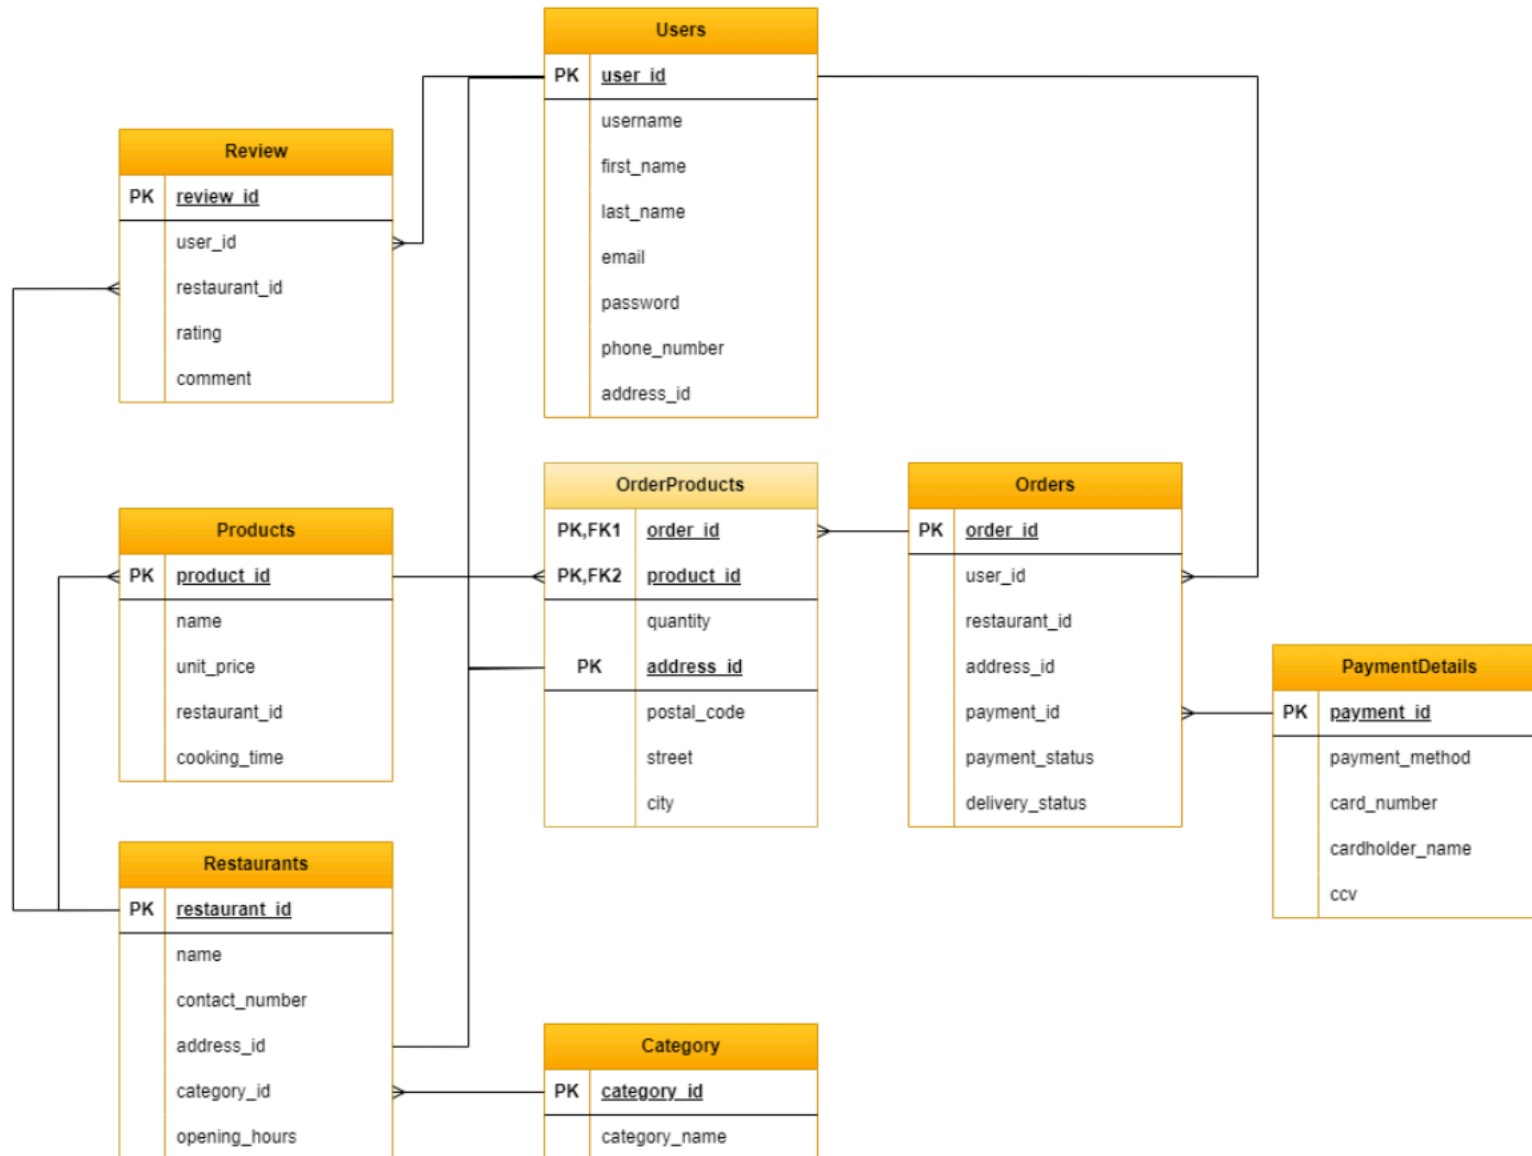 Users
PK user_id
username
first_name
last_name
email
password
phone_number
address_id
Review
PK review_id
user_id
restaurant_id
rating
comment
Products
PK product_id
name
unit_price
restaurant_id
cooking_time
OrderProducts
PK,FK1 order_id
PK,FK2 product_id
quantity
PK address_id
postal_code
street
city
Orders
PK order_id
user_id
restaurant_id
address_id
payment_id
payment_status
delivery_status
PaymentDetails
PK payment_id
payment_method
card_number
cardholder_name
ccv
Restaurants
PK restaurant_id
name
contact_number
address_id
category_id
opening_hours
Category
PK category_id
category_name